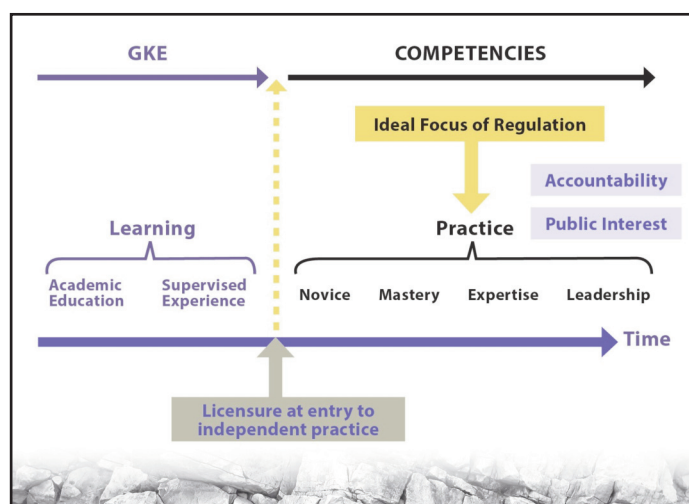 GKE
COMPETENCIES
Ideal Focus of Regulation
Accountability
Public Interest
Learning
Practice
Academic
Education
Supervised
Experience
Novice
Mastery
Expertise
Leadership
Time
Licensure at entry to
independent practice